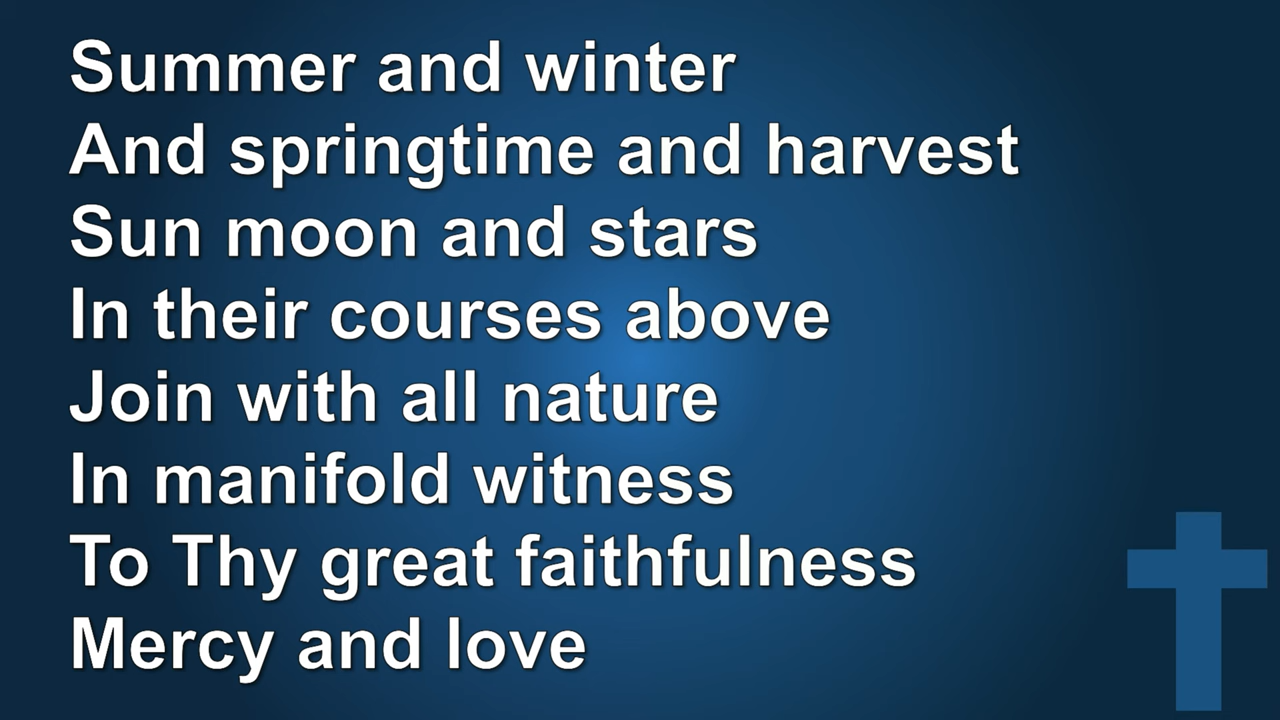 Summer and winter
And springtime and harvest
Sun moon and stars
In their courses above
Join with all nature
In manifold witness
To Thy great faithfulness
Mercy and love